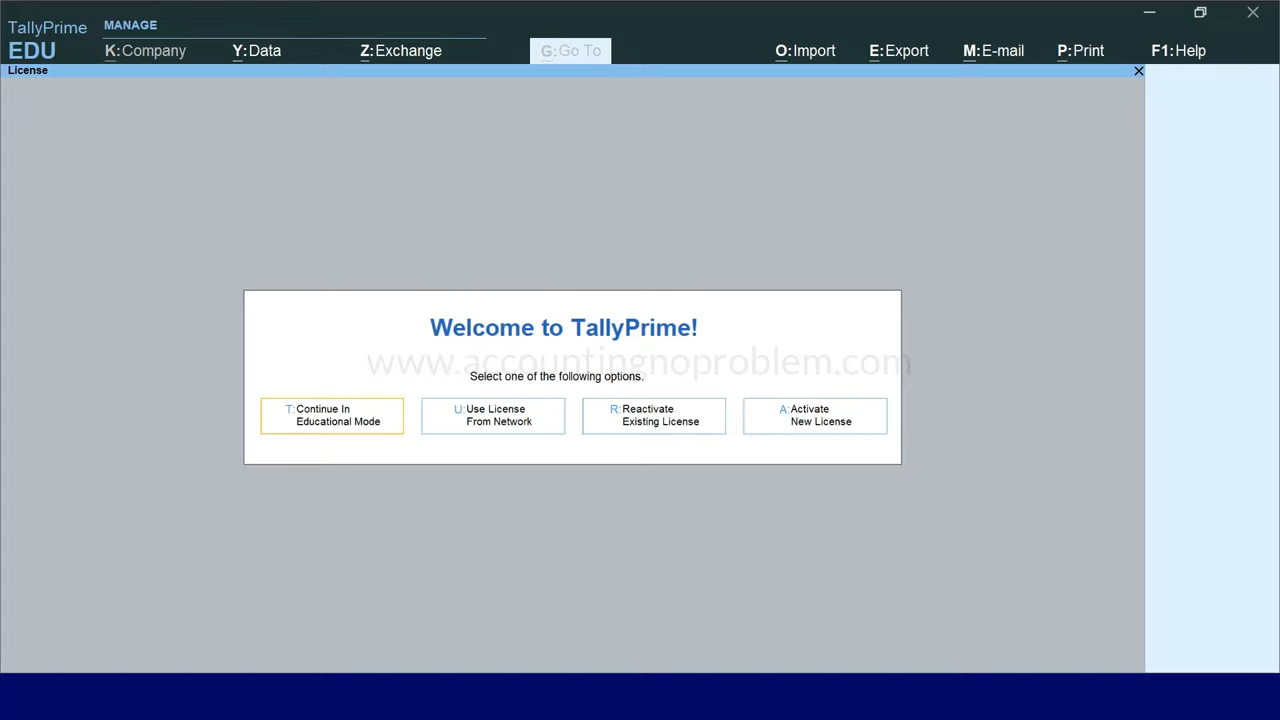 TallyPrime
EDU
MANAGE
K:Company
Y:Data
Z:Exchange
G:Go To
O:Import
E:Export
M:E-mail
P:Print
F1:Help
License
Welcome to TallyPrime!
www.accountingnoproblem.com
Select one of the following options.
T:Continue In
Educational Mode
U:Use License
From Network
R:Reactivate
Existing License
A:Activate
New License